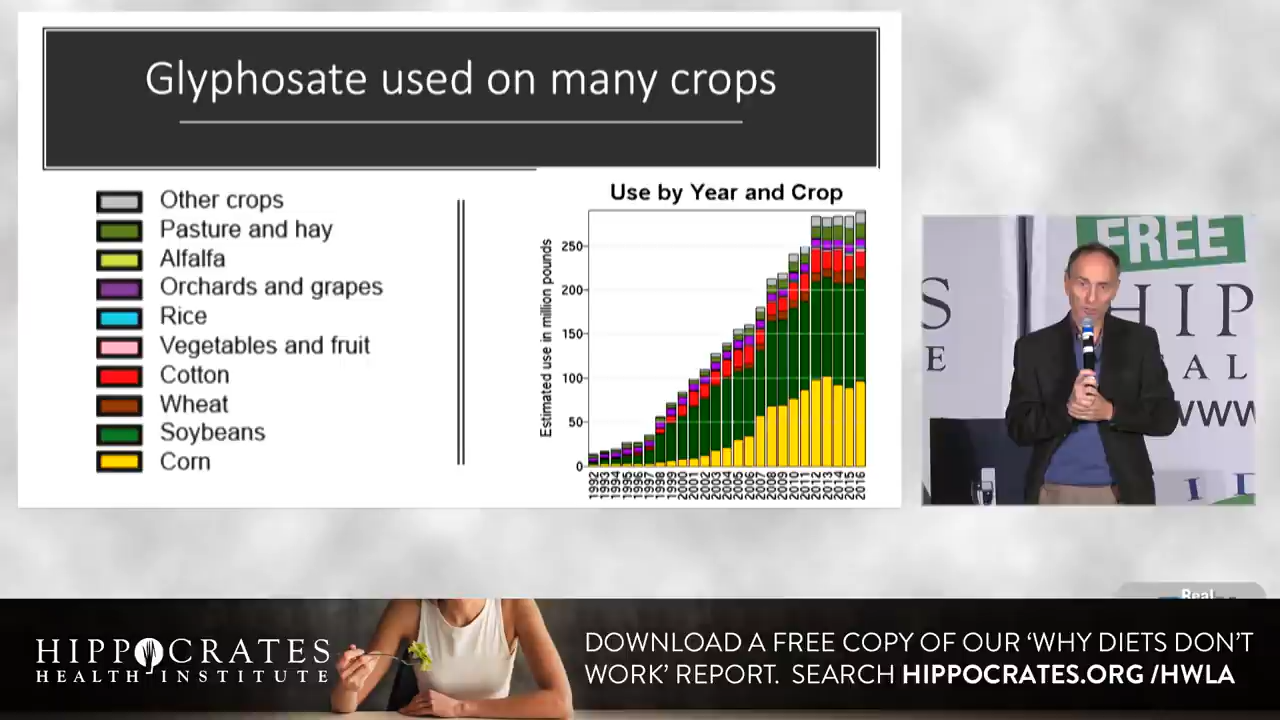 Glyphosate used on many crops
Other crops
Pasture and hay
Alfalfa
Orchards and grapes
Rice
Vegetables and fruit
Cotton
Wheat
Soybeans
Corn
Use by Year and Crop
Estimated use in million pounds
250
200
150
100
50
0
1992
1993
1994
1995
1996
1997
1998
1999
2000
2001
2002
2003
2004
2005
2006
2007
2008
2009
2010
2011
2012
2013
2014
2015
2016
FREE
S
HIP
E
AL
WWW
I D
Real
HIPPOCRATES
HEALTH INSTITUTE
DOWNLOAD A FREE COPY OF OUR ‘WHY DIETS DON’T
WORK’ REPORT. SEARCH HIPPOCRATES.ORG /HWLA